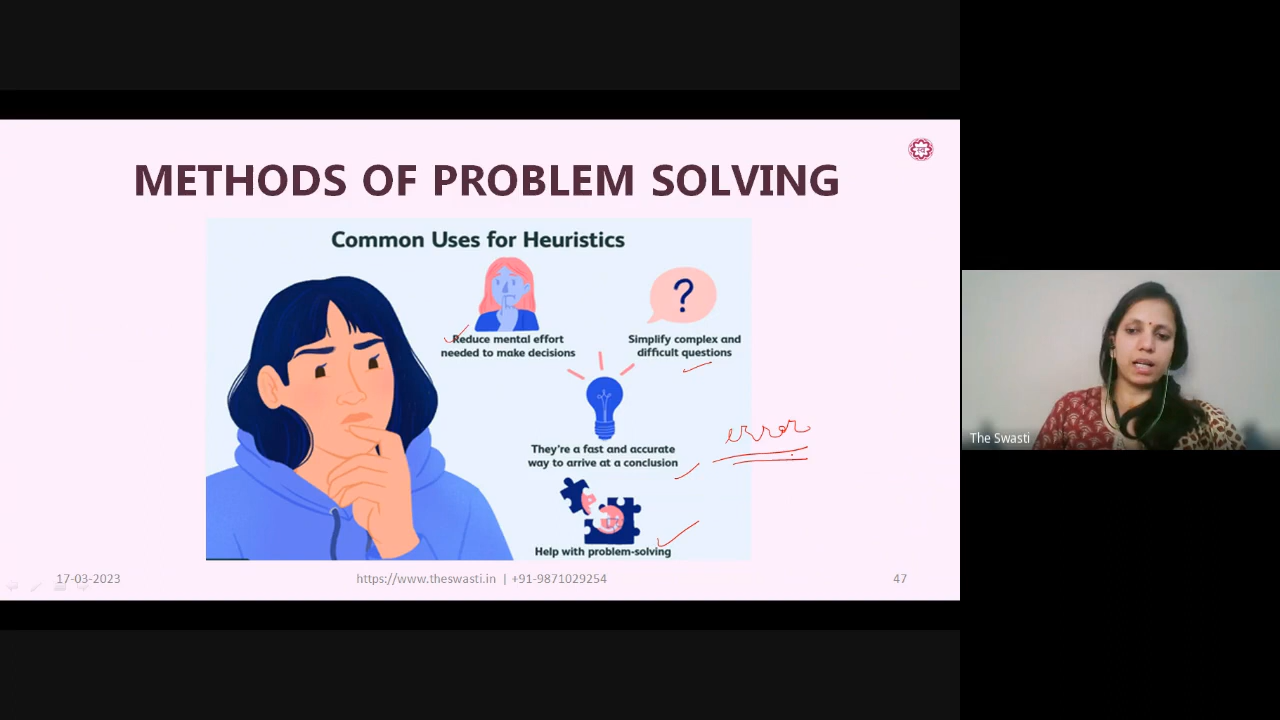 METHODS OF PROBLEM SOLVING
Common Uses for Heuristics
Reduce mental effort
needed to make decisions
Simplify complex and
difficult questions
They're a fast and accurate
way to arrive at a conclusion
error
Help with problem-solving
17-03-2023
https://www.theswasti.in | +91-9871029254
47
The Swasti